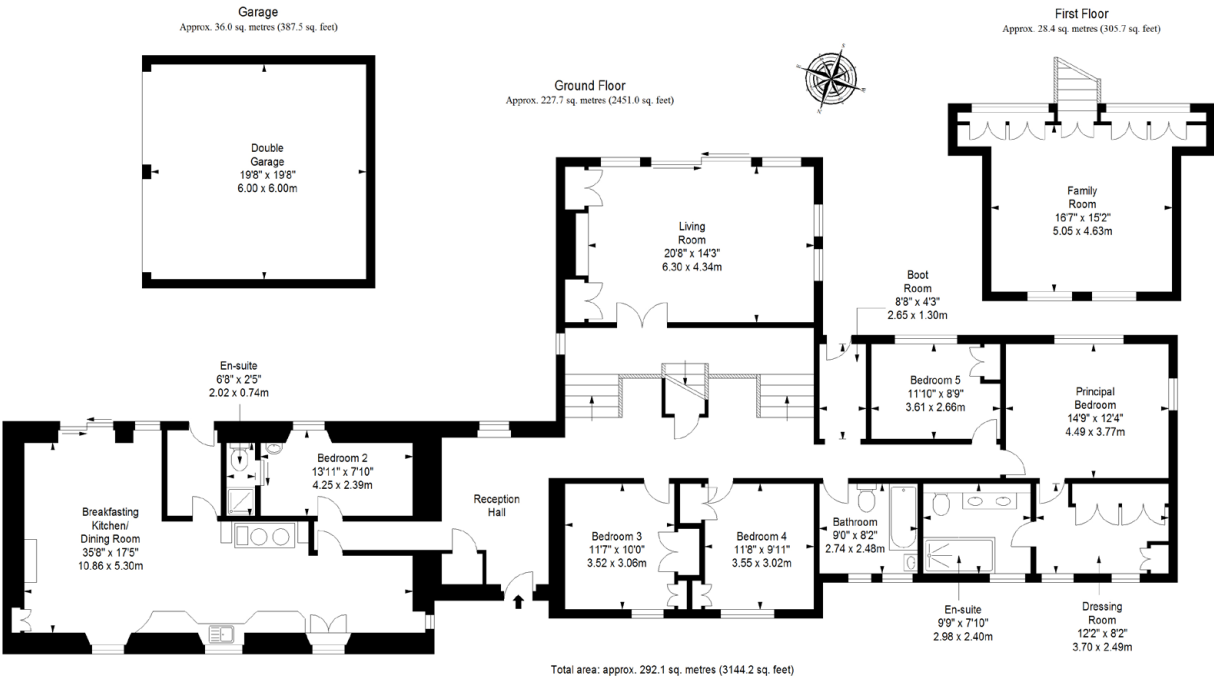 Garage
Approx. 36.0 sq. metres (387.5 sq. feet)
Double
Garage
19'8" x 19'8"
6.00 x 6.00m
Ground Floor
Approx. 227.7 sq. metres (2451.0 sq. feet)
First Floor
Approx. 28.4 sq. metres (305.7 sq. feet)
Family
Room
16'7" x 15'2"
5.05 x 4.63m
Living
Room
20'8" x 14'3"
6.30 x 4.34m
Boot
Room
8'8" x 4'3"
2.65 x 1.30m
En-suite
6'8" x 2'5"
2.02 x 0.74m
Bedroom 2
13'11" x 7'10"
4.25 x 2.39m
Bedroom 5
11'10" x 8'9"
3.61 x 2.66m
Principal
Bedroom
14'9" x 12'4"
4.49 x 3.77m
Breakfasting
Kitchen/
Dining Room
35'8" x 17'5"
10.86 x 5.30m
Reception
Hall
Bedroom 3
11'7" x 10'0"
3.52 x 3.06m
Bedroom 4
11'8" x 9'11"
3.55 x 3.02m
Bathroom
9'0" x 8'2"
2.74 x 2.48m
En-suite
9'9" x 7'10"
2.98 x 2.40m
Dressing
Room
12'2" x 8'2"
3.70 x 2.49m
Total area: approx. 292.1 sq. metres (3144.2 sq. feet)